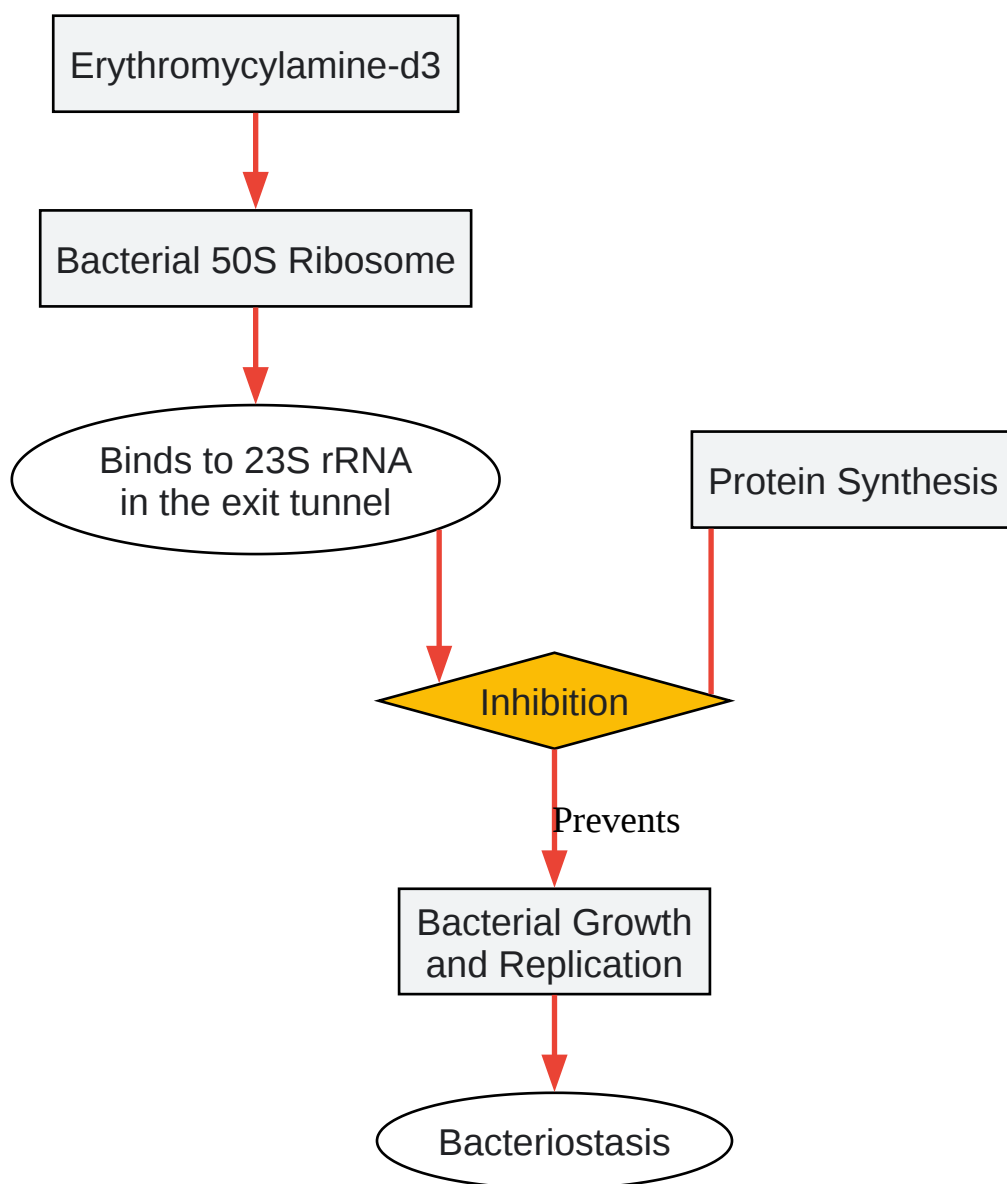 Erythromycylamine-d3
Bacterial 50S Ribosome
Binds to 23S rRNA
in the exit tunnel
Protein Synthesis
Inhibition
Prevents
Bacterial Growth
and Replication
Bacteriostasis